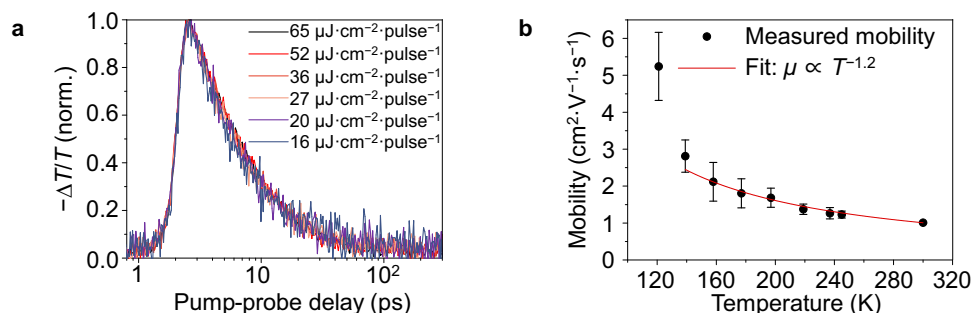 a
−ΔT/T (norm.)
1.0
0.8
0.6
0.4
0.2
0.0
65 µJ·cm⁻²·pulse⁻¹
52 µJ·cm⁻²·pulse⁻¹
36 µJ·cm⁻²·pulse⁻¹
27 µJ·cm⁻²·pulse⁻¹
20 µJ·cm⁻²·pulse⁻¹
16 µJ·cm⁻²·pulse⁻¹
1 10 10²
Pump-probe delay (ps)
b
Mobility (cm²·V⁻¹·s⁻¹)
6
5
4
3
2
1
0
Measured mobility
Fit: µ ∝ T⁻¹·²
120 160 200 240 280 320
Temperature (K)